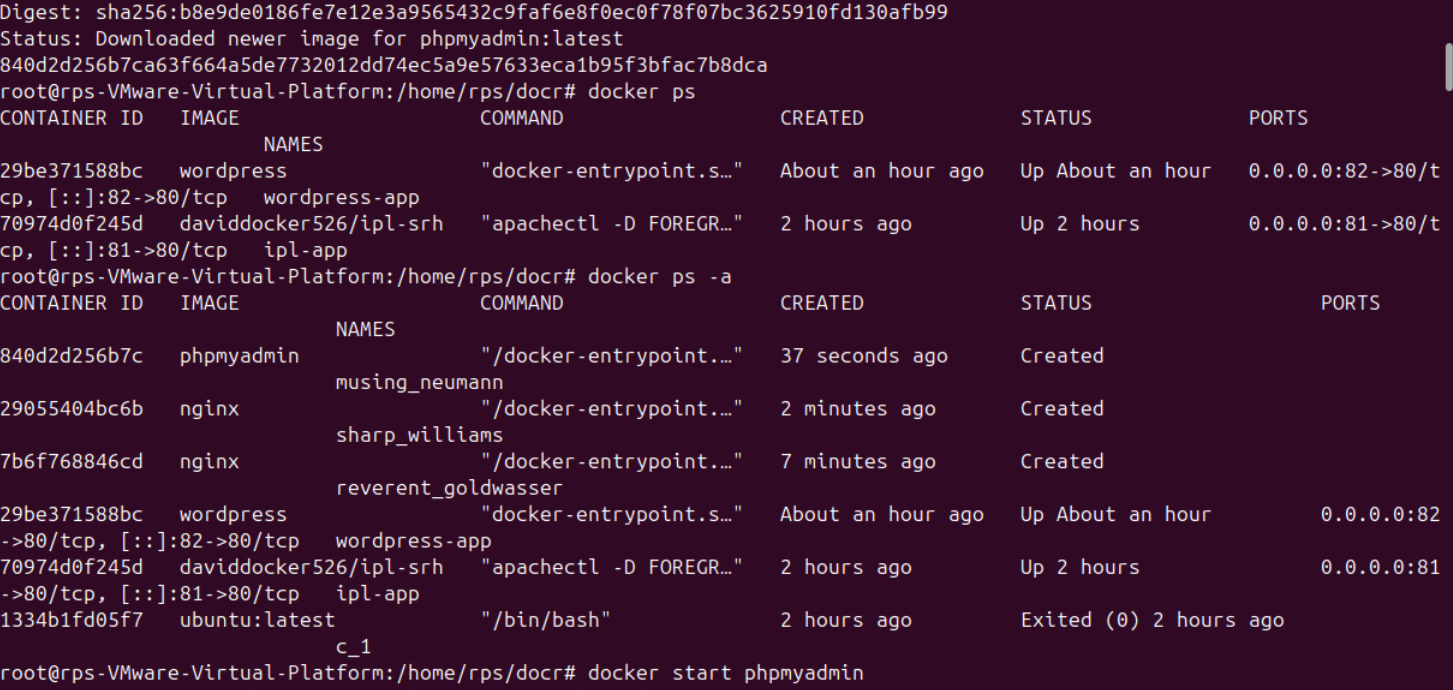 Digest: sha256:b8e9de0186fe7e12e3a9565432c9faf6e8f0ec0f78f07bc3625910fd130afb99
Status: Downloaded newer image for phpmyadmin:latest
840d2d256b7ca63f664a5de7732012dd74ec5a9e57633eca1b95f3bfac7b8dca
root@rps-VMware-Virtual-Platform:/home/rps/docr# docker ps
CONTAINER ID   IMAGE                    COMMAND                  CREATED             STATUS             PORTS
                      NAMES
29be371588bc   wordpress                "docker-entrypoint.s…"   About an hour ago   Up About an hour   0.0.0.0:82->80/t
cp, [::]:82->80/tcp   wordpress-app
70974d0f245d   daviddocker526/ipl-srh   "apachectl -D FOREGR…"   2 hours ago         Up 2 hours         0.0.0.0:81->80/t
cp, [::]:81->80/tcp   ipl-app
root@rps-VMware-Virtual-Platform:/home/rps/docr# docker ps -a
CONTAINER ID   IMAGE                    COMMAND                  CREATED             STATUS                   PORTS
                            NAMES
840d2d256b7c   phpmyadmin               "/docker-entrypoint.…"   37 seconds ago      Created
                            musing_neumann
29055404bc6b   nginx                    "/docker-entrypoint.…"   2 minutes ago       Created
                            sharp_williams
7b6f768846cd   nginx                    "/docker-entrypoint.…"   7 minutes ago       Created
                            reverent_goldwasser
29be371588bc   wordpress                "docker-entrypoint.s…"   About an hour ago   Up About an hour         0.0.0.0:82
->80/tcp, [::]:82->80/tcp   wordpress-app
70974d0f245d   daviddocker526/ipl-srh   "apachectl -D FOREGR…"   2 hours ago         Up 2 hours               0.0.0.0:81
->80/tcp, [::]:81->80/tcp   ipl-app
1334b1fd05f7   ubuntu:latest            "/bin/bash"              2 hours ago         Exited (0) 2 hours ago
                            c_1
root@rps-VMware-Virtual-Platform:/home/rps/docr# docker start phpmyadmin